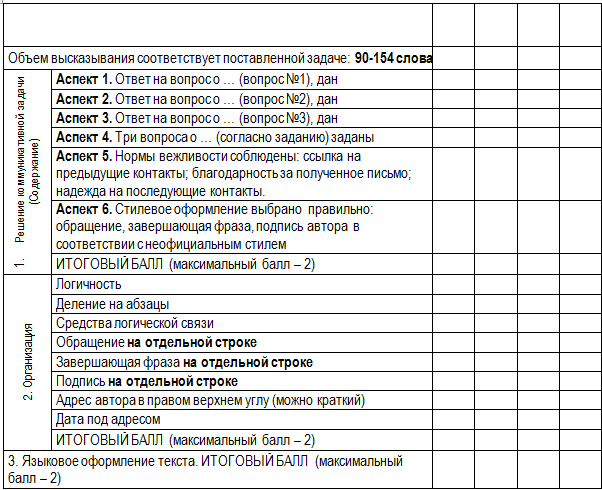 Объем высказывания соответствует поставленной задаче: 90-154 слова
1. Решение коммуникативной задачи
(Содержание)
Аспект 1. Ответ на вопрос о … (вопрос №1), дан
Аспект 2. Ответ на вопрос о … (вопрос №2), дан
Аспект 3. Ответ на вопрос о … (вопрос №3), дан
Аспект 4. Три вопроса о … (согласно заданию) заданы
Аспект 5. Нормы вежливости соблюдены: ссылка на
предыдущие контакты; благодарность за полученное письмо;
надежда на последующие контакты.
Аспект 6. Стилевое оформление выбрано правильно:
обращение, завершающая фраза, подпись автора в
соответствии с неофициальным стилем
ИТОГОВЫЙ БАЛЛ (максимальный балл – 2)
2. Организация
Логичность
Деление на абзацы
Средства логической связи
Обращение на отдельной строке
Завершающая фраза на отдельной строке
Подпись на отдельной строке
Адрес автора в правом верхнем углу (можно краткий)
Дата под адресом
ИТОГОВЫЙ БАЛЛ (максимальный балл – 2)
3. Языковое оформление текста. ИТОГОВЫЙ БАЛЛ (максимальный
балл – 2)